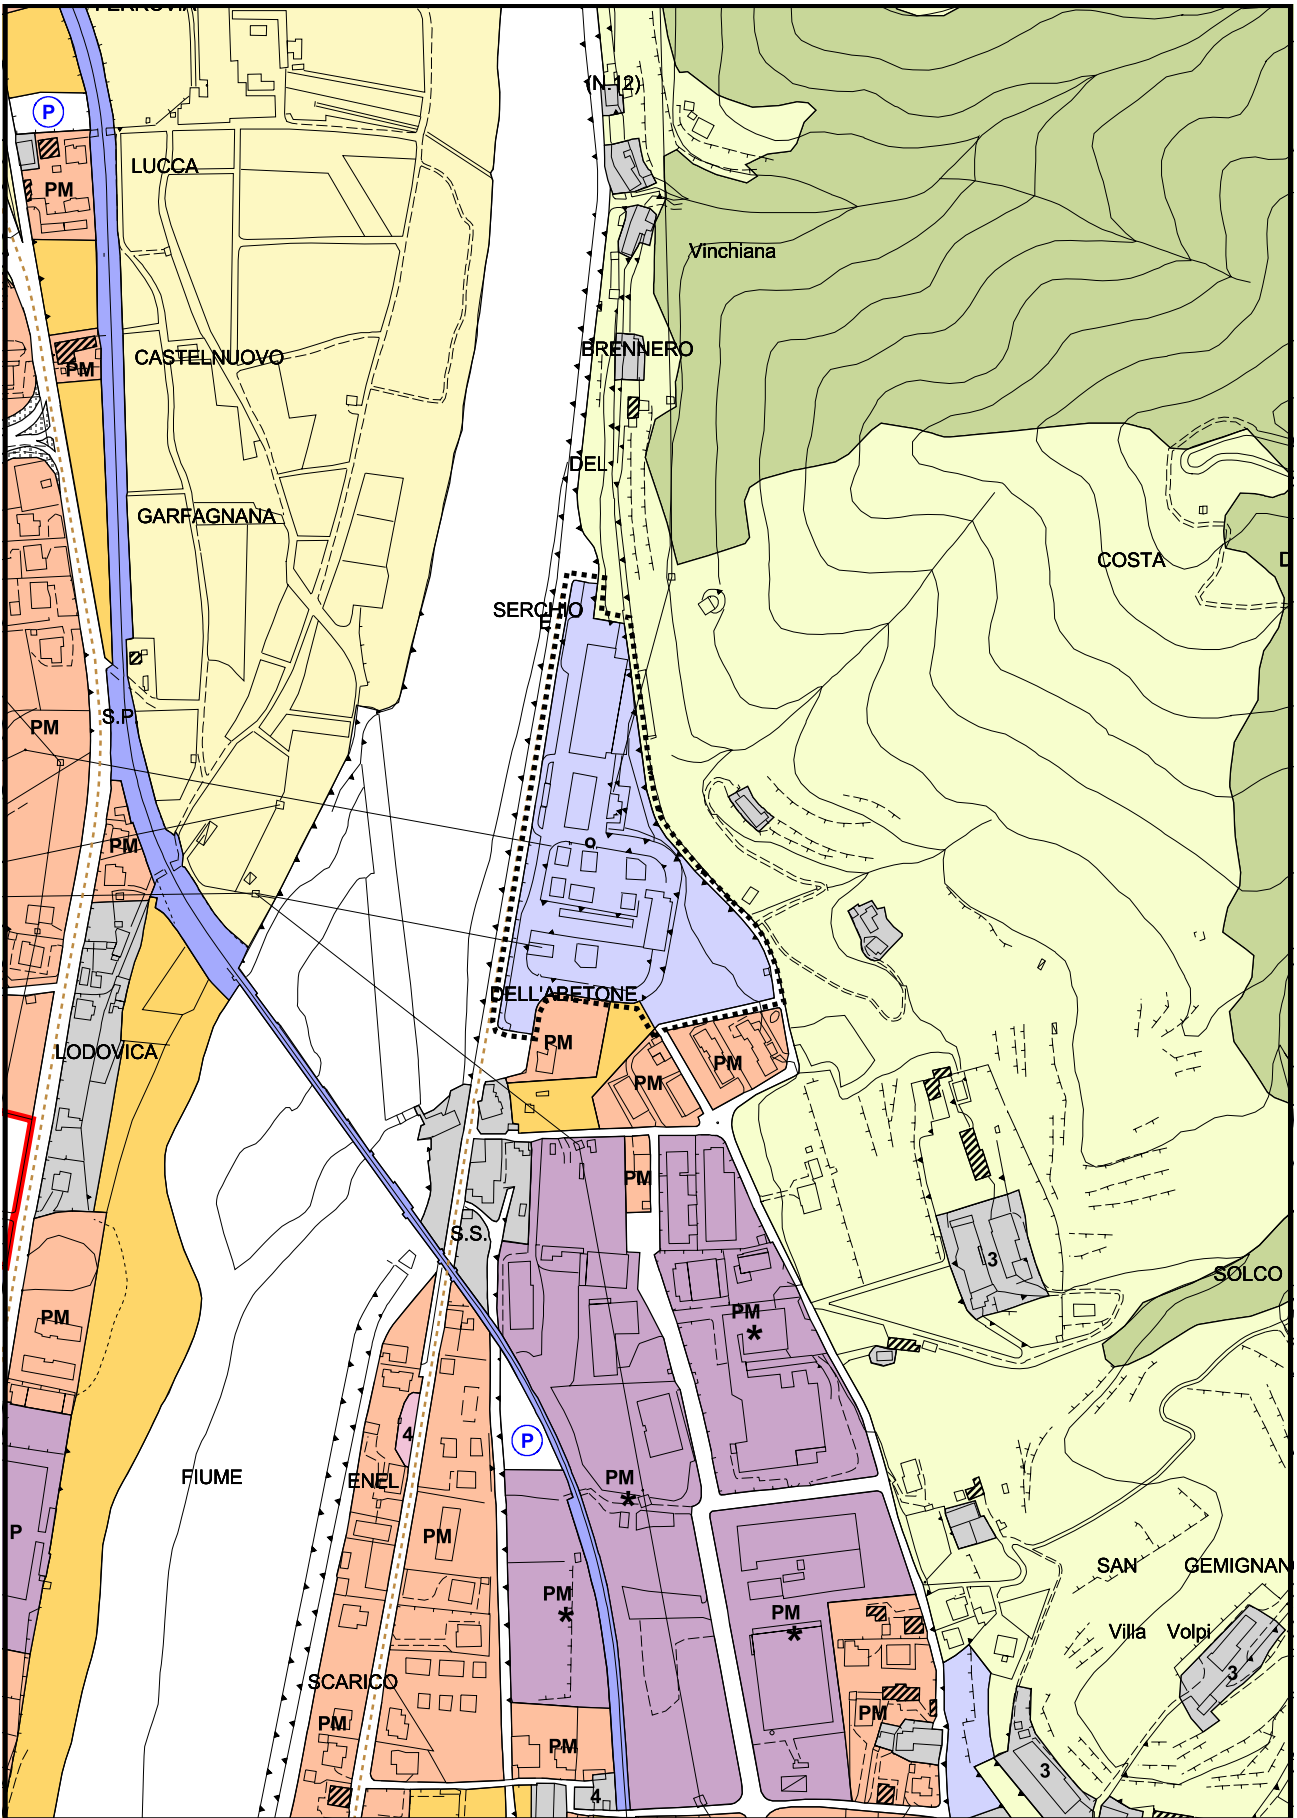 FERROVIA
(N. 12)
P
LUCCA
PM
Vinchiana
BRENNERO
CASTELNUOVO
PM
DEL
GARFAGNANA
COSTA
D
SERCHIO
E
S.P.
PM
PM
DELL'ABETONE
PM
LODOVICA
PM
PM
PM
S.S.
3
SOLCO
PM
PM
*
4
P
FIUME
ENEL
PM
*
P
PM
SAN GEMIGNAN
PM
*
PM
*
Villa Volpi
3
SCARICO
PM
PM
PM
3
4